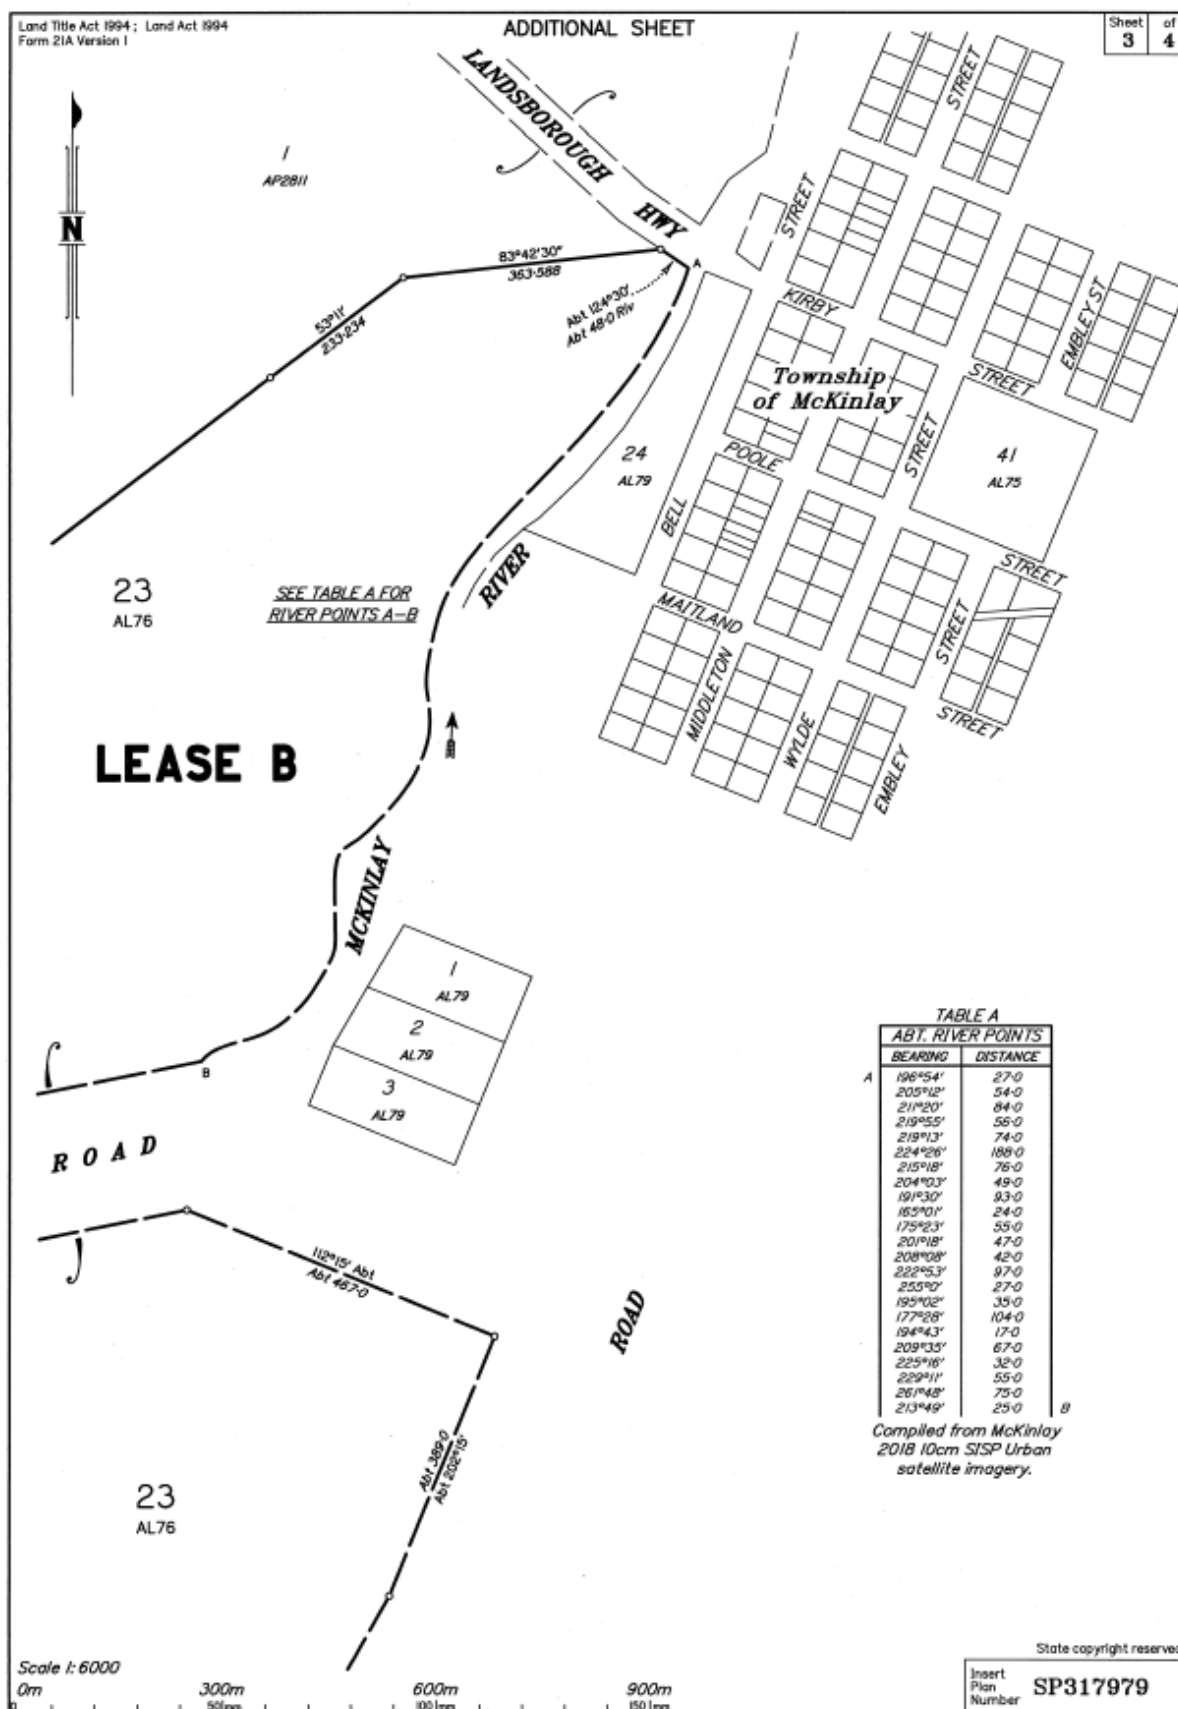 Land Title Act 1994 ; Land Act 1994
Form 21A Version 1
ADDITIONAL SHEET
Sheet of
3 4
LANDSBOROUGH
HWY
N
1
AP2811
83°42'30"
363·588
53°11'
233·234
A
Abt 124°30'
Abt 48·0 Riv
STREET
STREET
KIRBY
EMBLEY ST
STREET
Township
of McKinlay
STREET
POOLE
24
AL79
41
AL75
BELL
RIVER
STREET
23
AL76
SEE TABLE A FOR
RIVER POINTS A-B
MAITLAND
STREET
MIDDLETON
STREET
WYLDE
EMBLEY
LEASE B
MCKINLAY
1
AL79
2
AL79
3
AL79
B
ROAD
112°15' Abt
Abt 467·0
ROAD
Abt 389·0
Abt 202°15'
23
AL76
TABLE A
ABT. RIVER POINTS
BEARING DISTANCE
A 196°54' 27·0
205°12' 54·0
211°20' 84·0
219°55' 56·0
219°13' 74·0
224°26' 188·0
215°18' 76·0
204°03' 49·0
191°30' 93·0
165°01' 24·0
175°23' 55·0
201°18' 47·0
208°08' 42·0
222°53' 97·0
255°0' 27·0
195°02' 35·0
177°28' 104·0
194°43' 17·0
209°35' 67·0
225°16' 32·0
229°11' 55·0
261°48' 75·0
213°49' 25·0 B
Compiled from McKinlay
2018 10cm SISP Urban
satellite imagery.
State copyright reserved
Scale 1: 6000
0m 300m 600m 900m
0 50mm 100mm 150mm
Insert
Plan
Number
SP317979